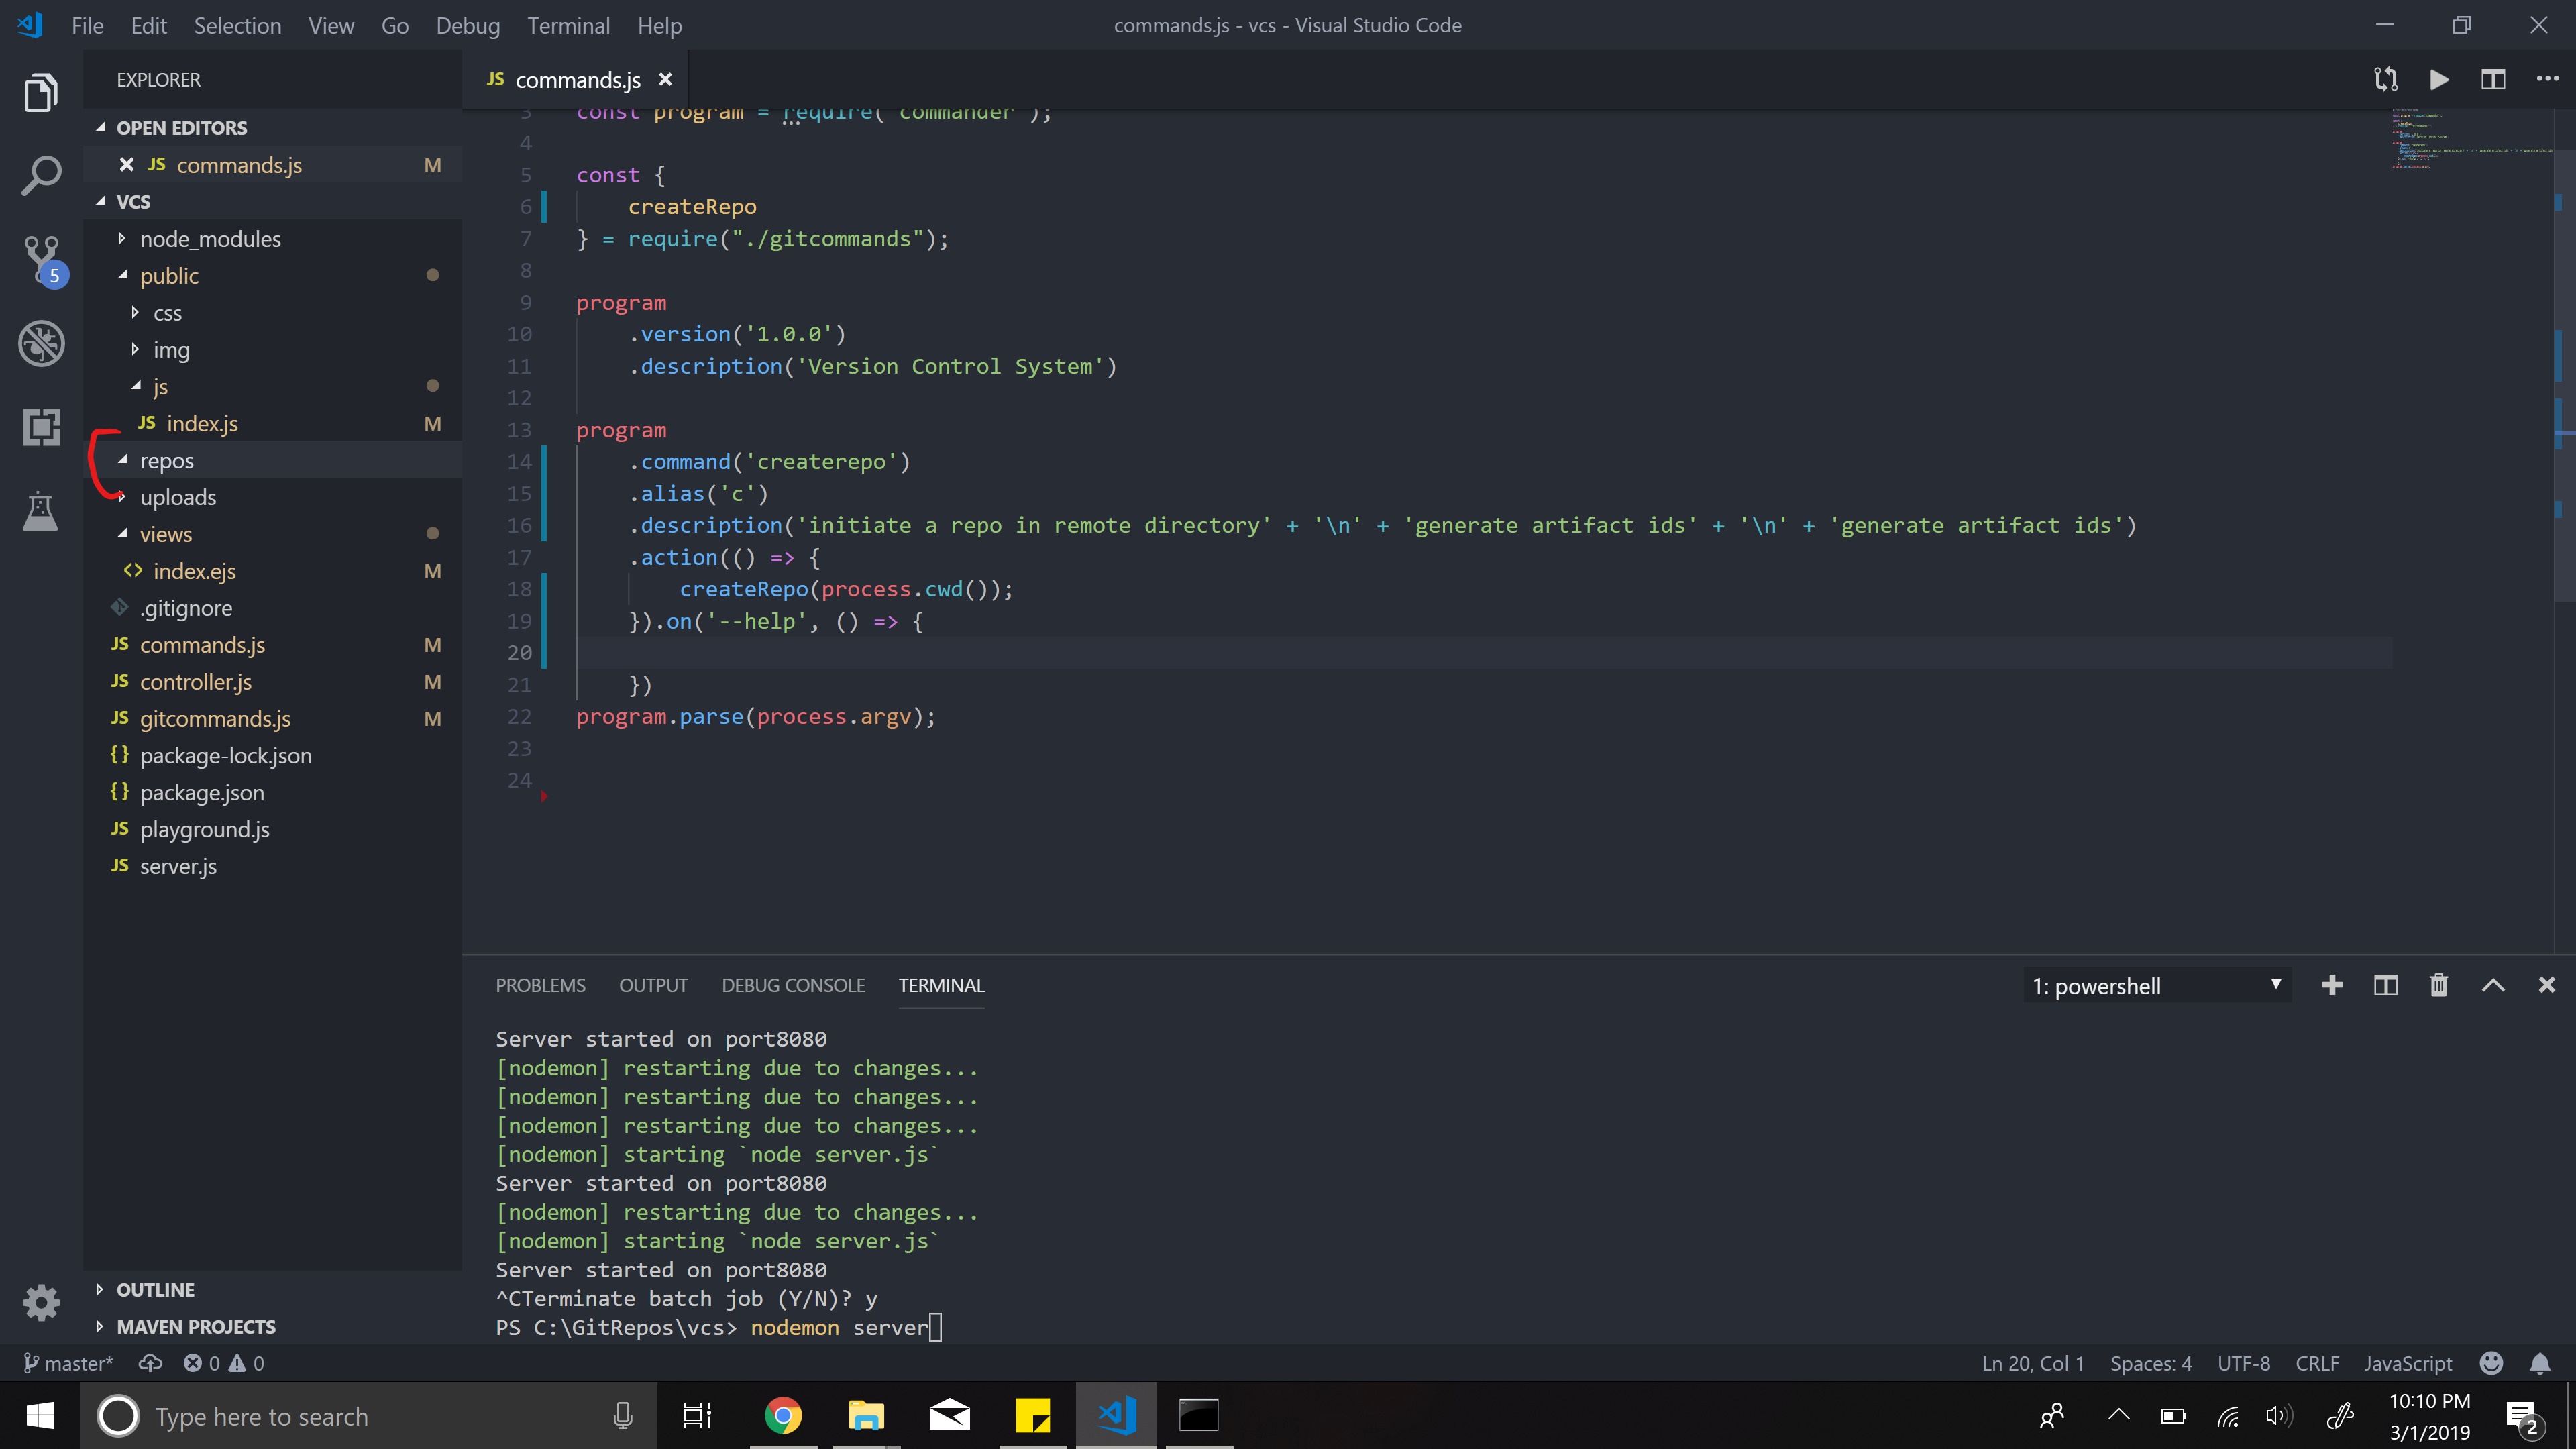 File Edit Selection View Go Debug Terminal Help
commands.js - vcs - Visual Studio Code
EXPLORER
OPEN EDITORS
JS commands.js M
VCS
node_modules
public
css
img
js
JS index.js M
repos
uploads
views
<> index.ejs M
.gitignore
JS commands.js M
JS controller.js M
JS gitcommands.js M
{} package-lock.json
{} package.json
JS playground.js
JS server.js
OUTLINE
MAVEN PROJECTS
5
JS commands.js
3 const program = require('commander');
4
5 const {
6 createRepo
7 } = require("./gitcommands");
8
9 program
10 .version('1.0.0')
11 .description('Version Control System')
12
13 program
14 .command('createrepo')
15 .alias('c')
16 .description('initiate a repo in remote directory' + '\n' + 'generate artifact ids' + '\n' + 'generate artifact ids')
17 .action(() => {
18 createRepo(process.cwd());
19 }).on('--help', () => {
20
21 })
22 program.parse(process.argv);
23
24
PROBLEMS OUTPUT DEBUG CONSOLE TERMINAL
1: powershell
Server started on port8080
[nodemon] restarting due to changes...
[nodemon] restarting due to changes...
[nodemon] restarting due to changes...
[nodemon] starting `node server.js`
Server started on port8080
[nodemon] restarting due to changes...
[nodemon] starting `node server.js`
Server started on port8080
^CTerminate batch job (Y/N)? y
PS C:\GitRepos\vcs> nodemon server
master* 0 0
Ln 20, Col 1 Spaces: 4 UTF-8 CRLF JavaScript
Type here to search
10:10 PM
3/1/2019
2